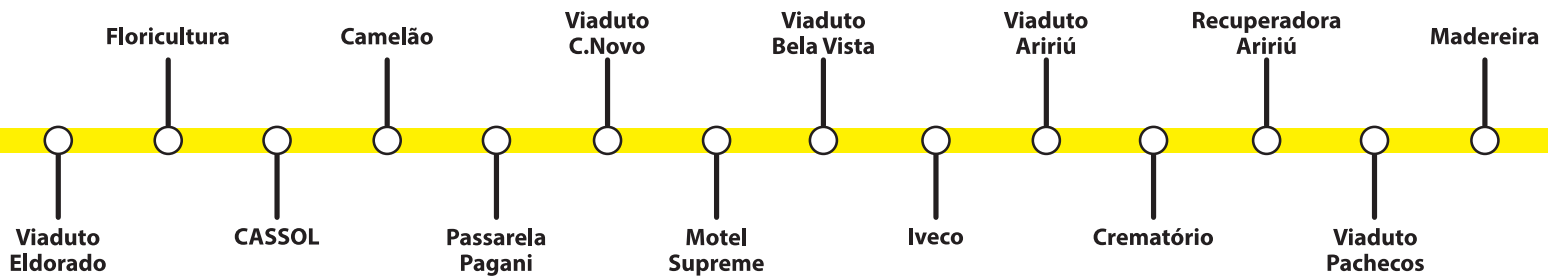 Viaduto
Eldorado
Floricultura
CASSOL
Camelão
Passarela
Pagani
Viaduto
C.Novo
Motel
Supreme
Viaduto
Bela Vista
Iveco
Viaduto
Aririú
Crematório
Recuperadora
Aririú
Viaduto
Pachecos
Madereira